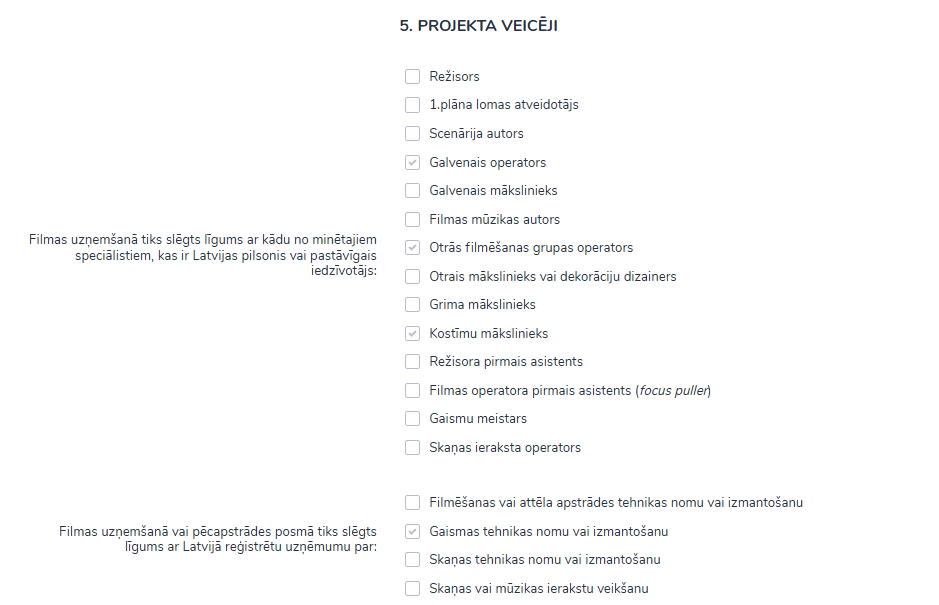 5. PROJEKTA VEICĒJI
Filmas uzņemšanā tiks slēgts līgums ar kādu no minētajiem
speciālistiem, kas ir Latvijas pilsonis vai pastāvīgais
iedzīvotājs:
Režisors
1.plāna lomas atveidotājs
Scenārija autors
Galvenais operators
Galvenais mākslinieks
Filmas mūzikas autors
Otrās filmēšanas grupas operators
Otrais mākslinieks vai dekorāciju dizainers
Grima mākslinieks
Kostīmu mākslinieks
Režisora pirmais asistents
Filmas operatora pirmais asistents (focus puller)
Gaismu meistars
Skaņas ieraksta operators
Filmas uzņemšanā vai pēcapstrādes posmā tiks slēgts
līgums ar Latvijā reģistrētu uzņēmumu par:
Filmēšanas vai attēla apstrādes tehnikas nomu vai izmantošanu
Gaismas tehnikas nomu vai izmantošanu
Skaņas tehnikas nomu vai izmantošanu
Skaņas vai mūzikas ierakstu veikšanu